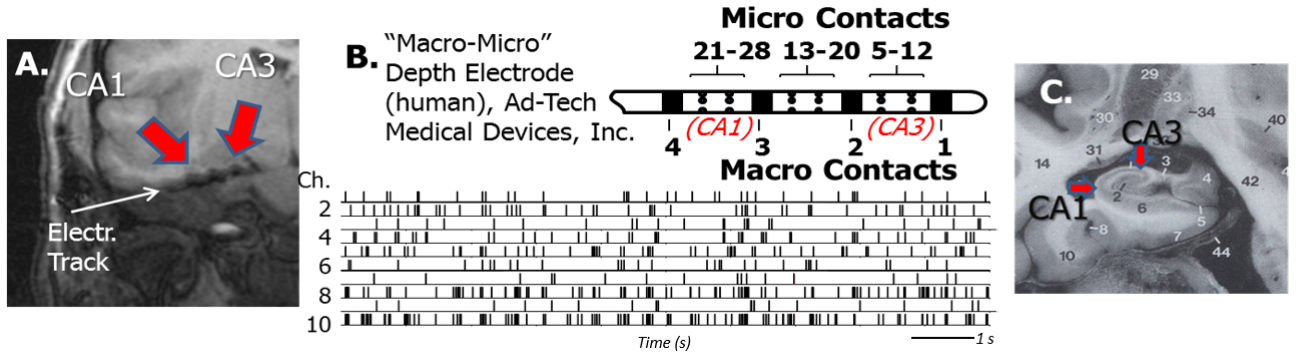 A.
CA1
CA3
Electr.
Track
B.
“Macro-Micro”
Depth Electrode
(human), Ad-Tech
Medical Devices, Inc.
Micro Contacts
21-28 13-20 5-12
(CA1) (CA3)
4 3 2 1
Macro Contacts
Ch.
2
4
6
8
10
Time (s)
1 s
C.
29
33
30
34
40
CA3
31
14
3
4
42
CA1
2
6
5
8
7
44
10